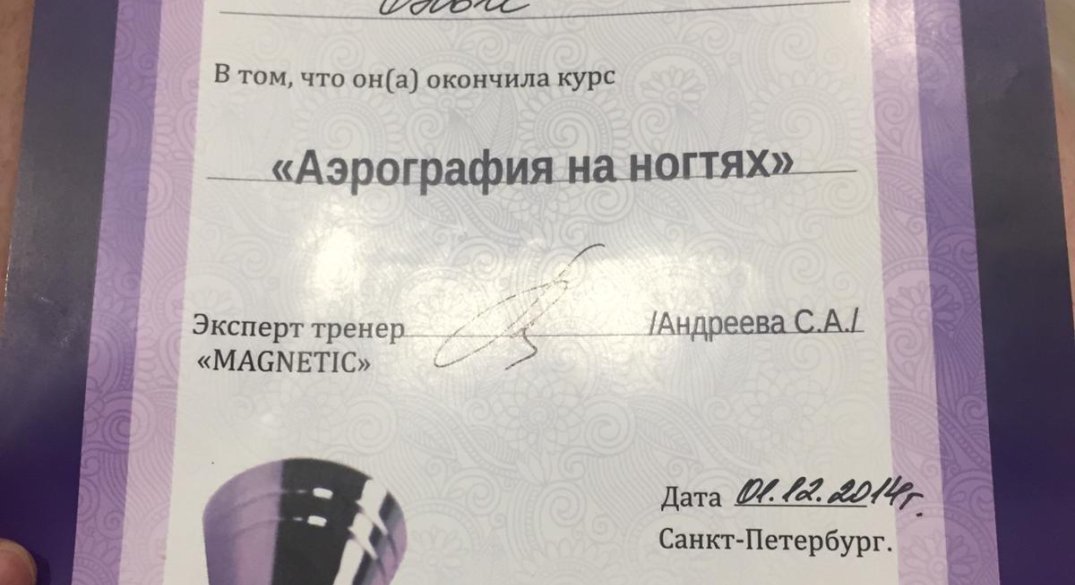 В том, что он(а) окончила курс
«Аэрография на ногтях»
Эксперт тренер /Андреева С.А./
«MAGNETIC»
Дата 01.12.2014г.
Санкт-Петербург.